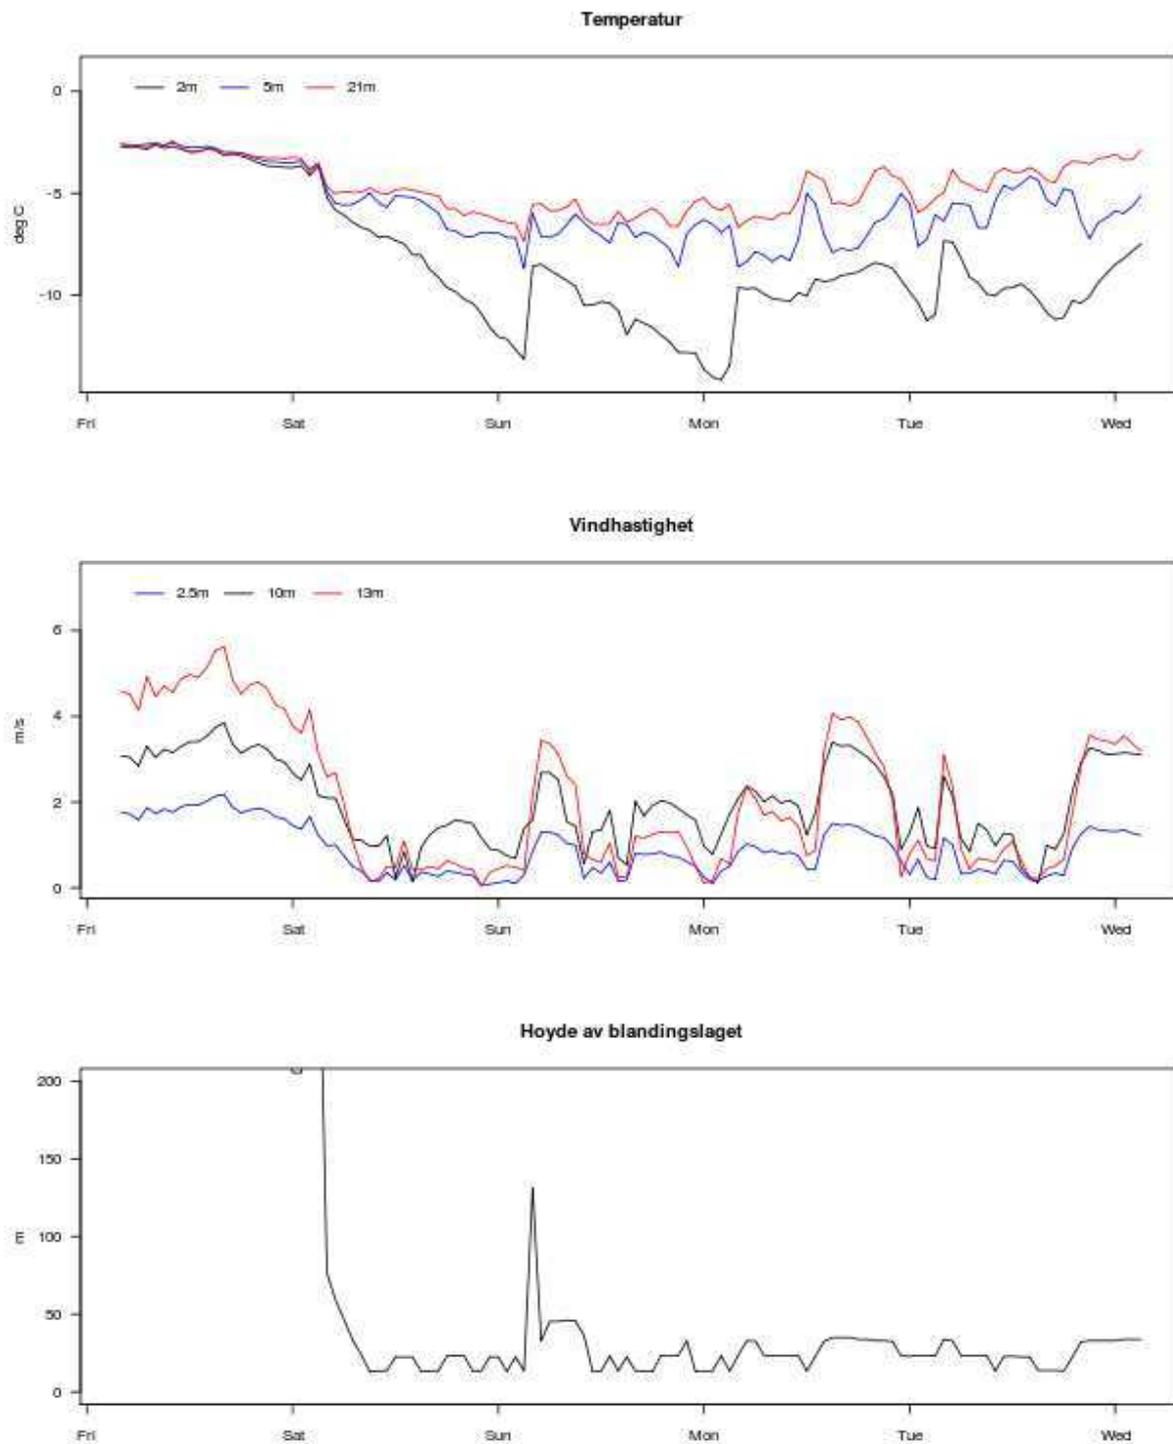 Temperatur
2m 5m 21m
0
-5
-10
deg C
Fri Sat Sun Mon Tue Wed
Vindhastighet
2.5m 10m 13m
6
4
2
0
m/s
Fri Sat Sun Mon Tue Wed
Hoyde av blandingslaget
200
150
100
50
0
m
Fri Sat Sun Mon Tue Wed